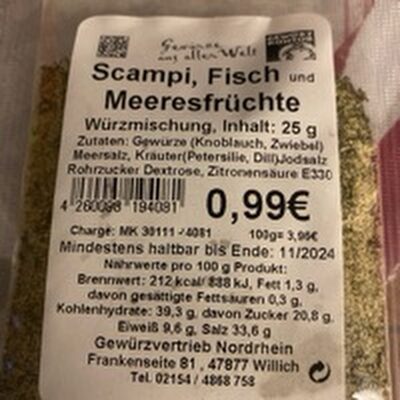 Gewürze
aus aller Welt
GEWÜRZ
KONTOR
Scampi, Fisch und
Meeresfrüchte
Würzmischung, Inhalt: 25 g
Zutaten: Gewürze (Knoblauch, Zwiebel)
Meersalz, Kräuter(Petersilie, Dill)Jodsalz
Rohrzucker Dextrose, Zitronensäure E330
4 260098 194081
0,99€
Charge: MK 30111 -4081
100g= 3,96€
Mindestens haltbar bis Ende: 11/2024
Nährwerte pro 100 g Produkt:
Brennwert: 212 kcal/ 888 kJ, Fett 1,3 g,
davon gesättigte Fettsäuren 0,3 g,
Kohlenhydrate: 39,3 g, davon Zucker 20,8 g,
Eiweiß 9,6 g, Salz 33,6 g
Gewürzvertrieb Nordrhein
Frankenseite 81 , 47877 Willich
Tel. 02154 / 4868 758